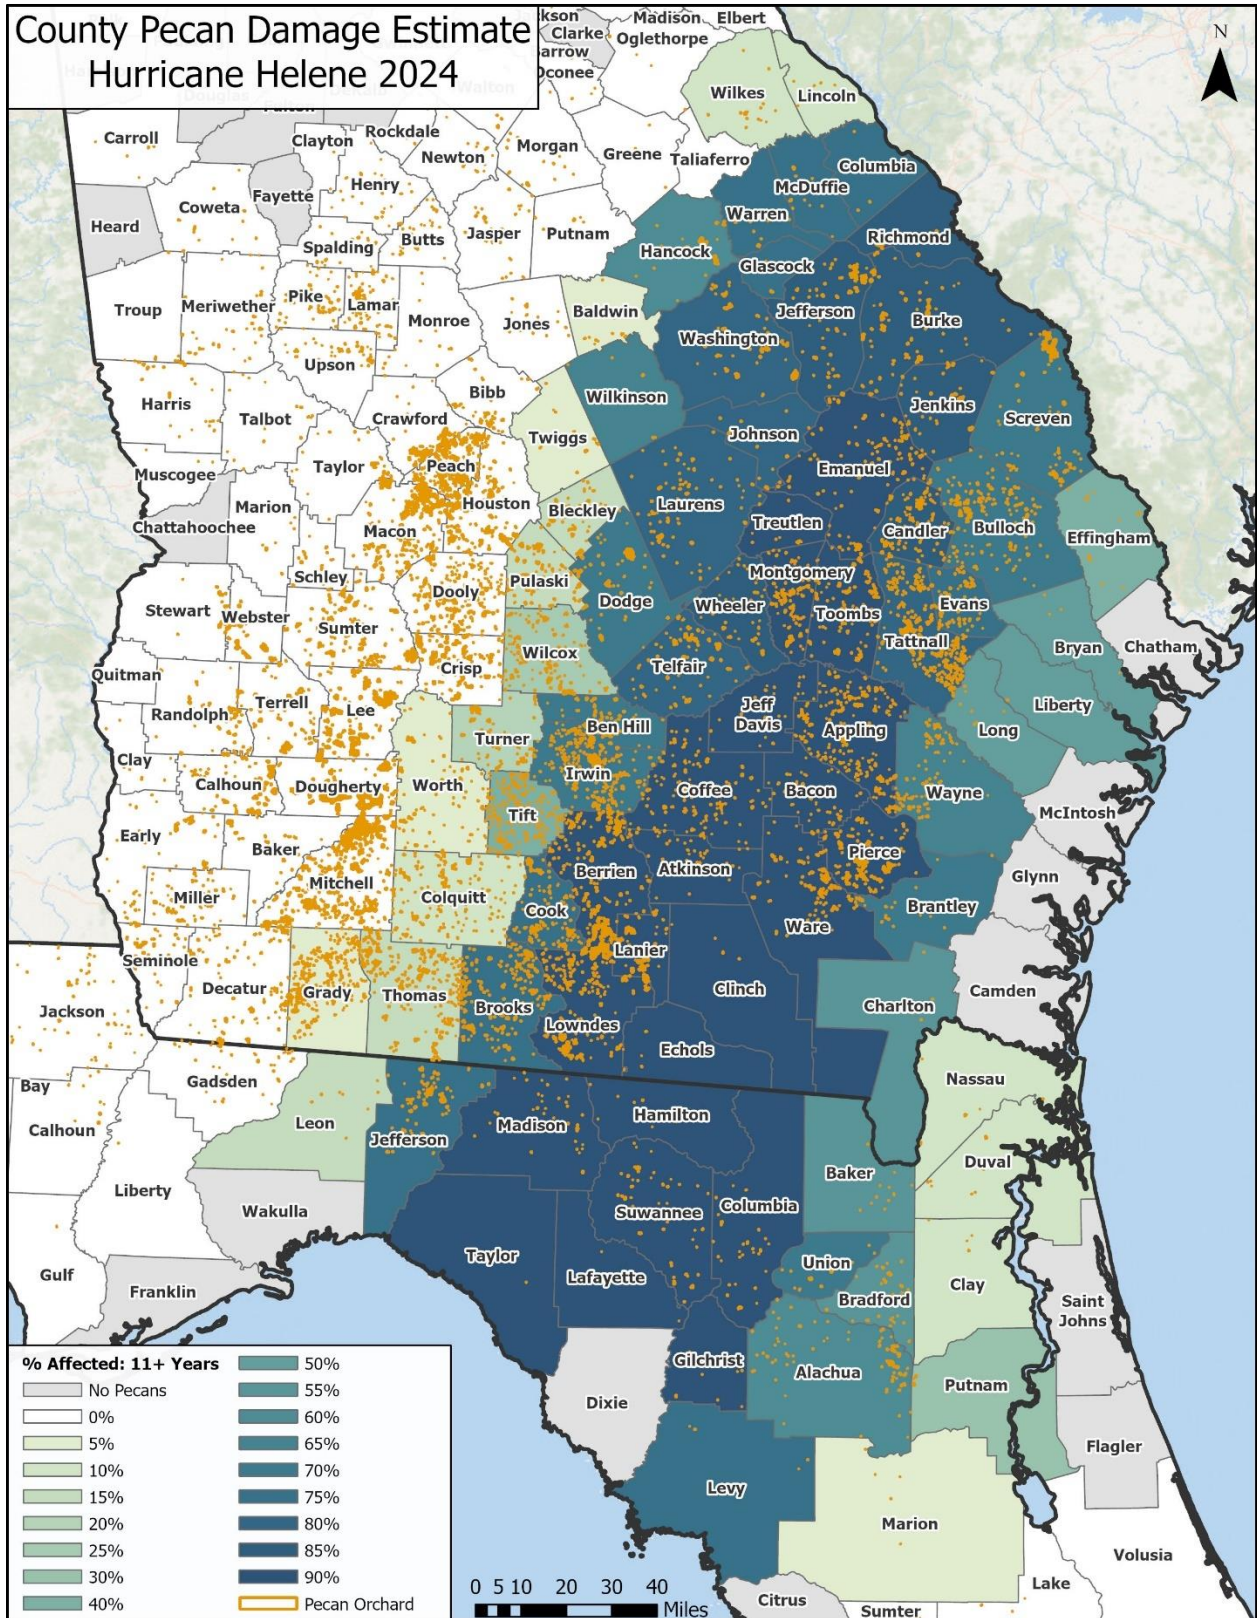 County Pecan Damage Estimate
Hurricane Helene 2024
N
Madison
Elbert
Clarke
Oglethorpe
Oconee
Wilkes
Lincoln
Carroll
Clayton
Rockdale
Newton
Morgan
Greene
Taliaferro
Columbia
McDuffie
Heard
Coweta
Fayette
Henry
Spalding
Butts
Jasper
Putnam
Hancock
Warren
Richmond
Glascock
Troup
Meriwether
Pike
Lamar
Monroe
Jones
Baldwin
Washington
Jefferson
Burke
Upson
Harris
Talbot
Crawford
Bibb
Wilkinson
Jenkins
Screven
Twiggs
Johnson
Muscogee
Taylor
Peach
Emanuel
Houston
Laurens
Chattahoochee
Marion
Macon
Bleckley
Treutlen
Candler
Bulloch
Effingham
Schley
Dooly
Pulaski
Dodge
Montgomery
Stewart
Webster
Sumter
Wheeler
Toombs
Evans
Tattnall
Bryan
Chatham
Quitman
Crisp
Wilcox
Telfair
Randolph
Terrell
Lee
Turner
Ben Hill
Jeff
Davis
Appling
Long
Liberty
Clay
Calhoun
Dougherty
Worth
Irwin
Coffee
Bacon
Wayne
McIntosh
Tift
Early
Baker
Mitchell
Miller
Colquitt
Berrien
Atkinson
Pierce
Glynn
Cook
Lanier
Ware
Brantley
Seminole
Decatur
Grady
Thomas
Brooks
Clinch
Charlton
Camden
Lowndes
Echols
Jackson
Gadsden
Bay
Calhoun
Leon
Jefferson
Madison
Hamilton
Nassau
Duval
Baker
Liberty
Wakulla
Suwannee
Columbia
Taylor
Lafayette
Union
Bradford
Clay
Saint
Johns
Gulf
Franklin
Gilchrist
Alachua
Putnam
Dixie
Flagler
Levy
Marion
Volusia
Citrus
Lake
Sumter
% Affected: 11+ Years
No Pecans
0%
5%
10%
15%
20%
25%
30%
40%
50%
55%
60%
65%
70%
75%
80%
85%
90%
Pecan Orchard
0 5 10 20 30 40
Miles